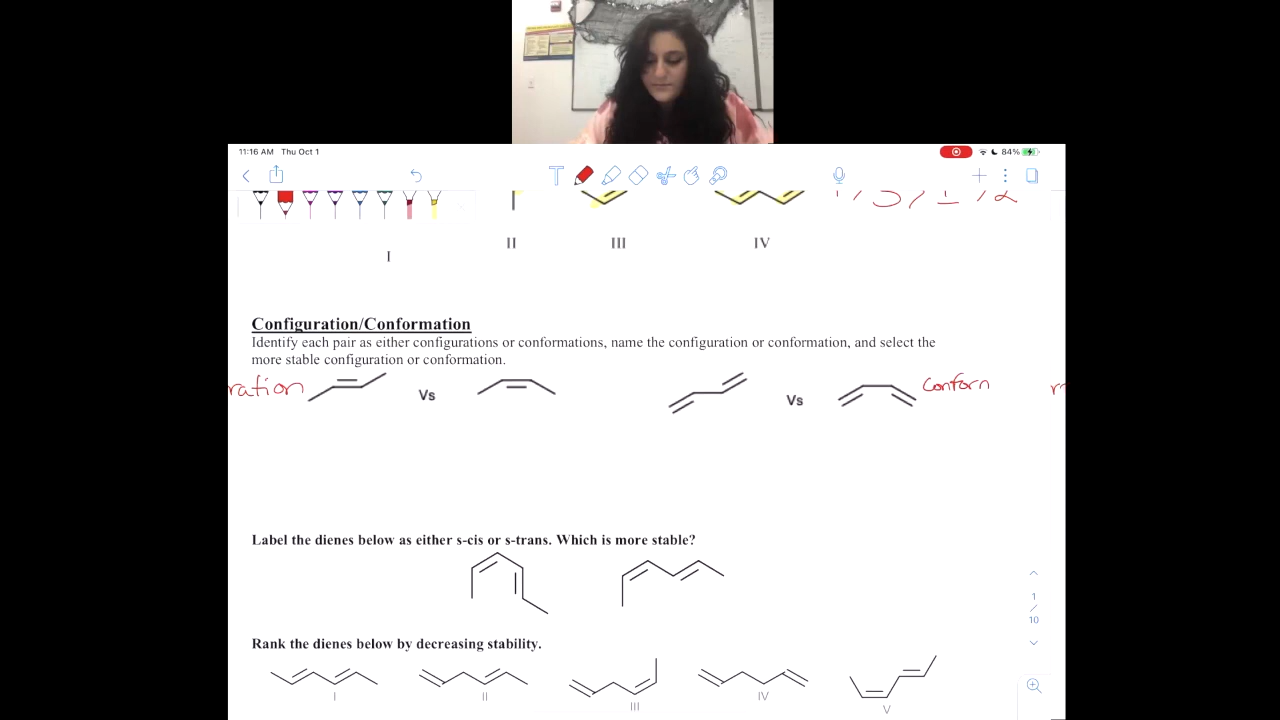 11:16 AM Thu Oct 1
84%
T
I
II
III
IV
Configuration/Conformation
Identify each pair as either configurations or conformations, name the configuration or conformation, and select the
more stable configuration or conformation.
ration
Vs
Vs
conforn
Label the dienes below as either s-cis or s-trans. Which is more stable?
1
/
10
Rank the dienes below by decreasing stability.
I
II
III
IV
V